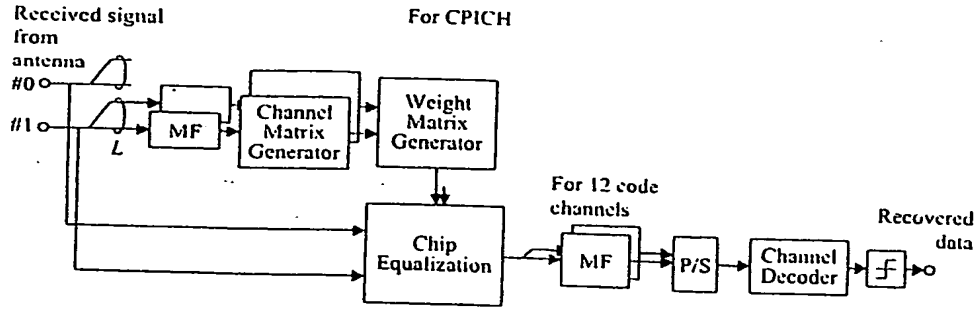 Received signal
from
antenna
For CPICH
#0
#1
L
MF
Channel
Matrix
Generator
Weight
Matrix
Generator
Chip
Equalization
For 12 code
channels
MF
P/S
Channel
Decoder
Recovered
data